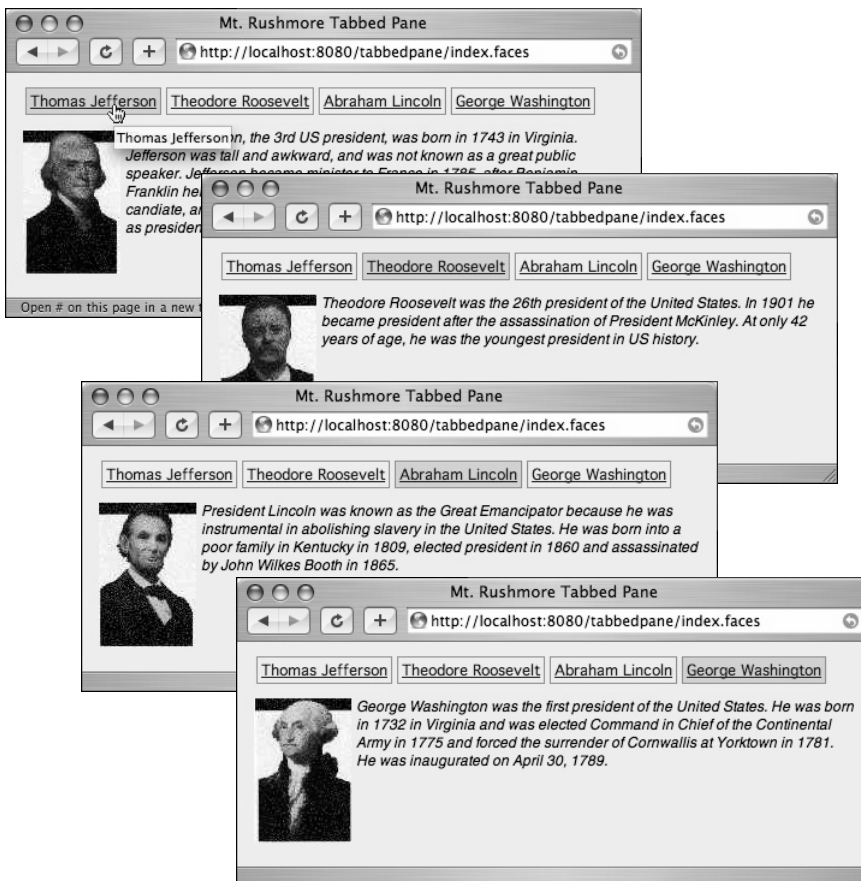 Mt. Rushmore Tabbed Pane
http://localhost:8080/tabbedpane/index.faces
Thomas Jefferson Theodore Roosevelt Abraham Lincoln George Washington
Thomas Jefferson
the 3rd US president, was born in 1743 in Virginia.
Jefferson was tall and awkward, and was not known as a great public
speaker. Jefferson became minister to France in 1785, after Benjamin
Franklin
candiate,
as
Open # on this page in a new
Mt. Rushmore Tabbed Pane
http://localhost:8080/tabbedpane/index.faces
Thomas Jefferson Theodore Roosevelt Abraham Lincoln George Washington
Theodore Roosevelt was the 26th president of the United States. In 1901 he
became president after the assassination of President McKinley. At only 42
years of age, he was the youngest president in US history.
Mt. Rushmore Tabbed Pane
http://localhost:8080/tabbedpane/index.faces
Thomas Jefferson Theodore Roosevelt Abraham Lincoln George Washington
President Lincoln was known as the Great Emancipator because he was
instrumental in abolishing slavery in the United States. He was born into a
poor family in Kentucky in 1809, elected president in 1860 and assassinated
by John Wilkes Booth in 1865.
Mt. Rushmore Tabbed Pane
http://localhost:8080/tabbedpane/index.faces
Thomas Jefferson Theodore Roosevelt Abraham Lincoln George Washington
George Washington was the first president of the United States. He was born
in 1732 in Virginia and was elected Command in Chief of the Continental
Army in 1775 and forced the surrender of Cornwallis at Yorktown in 1781.
He was inaugurated on April 30, 1789.